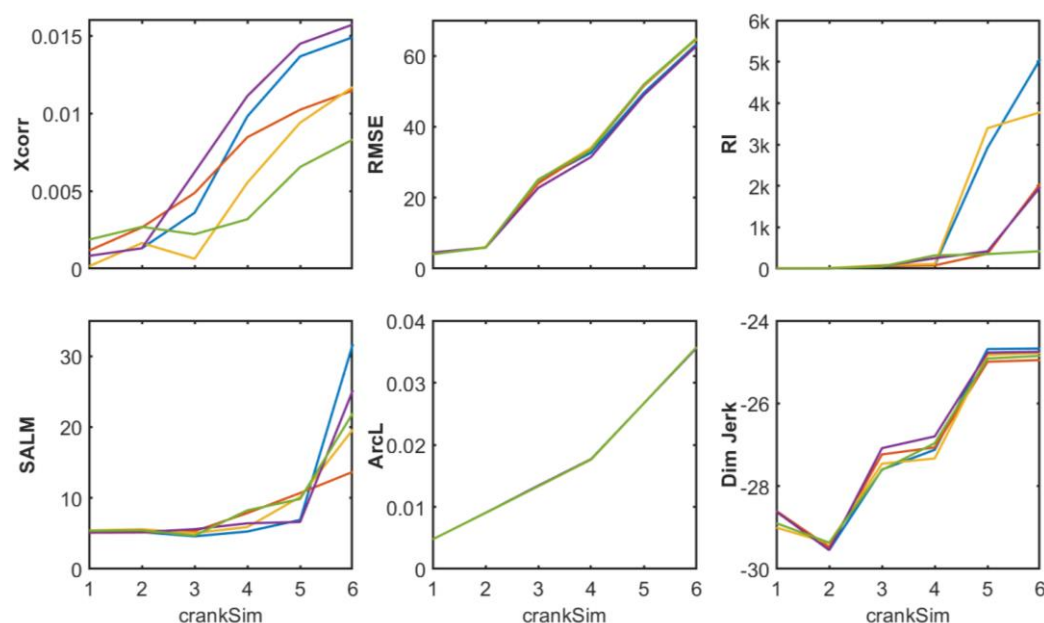 0.015
0.01
0.005
0
Xcorr
60
40
20
0
RMSE
6k
5k
4k
3k
2k
1k
0
RI
30
20
10
0
SALM
1 2 3 4 5 6
crankSim
0.04
0.03
0.02
0.01
0
ArcL
1 2 3 4 5 6
crankSim
-24
-26
-28
-30
Dim Jerk
1 2 3 4 5 6
crankSim